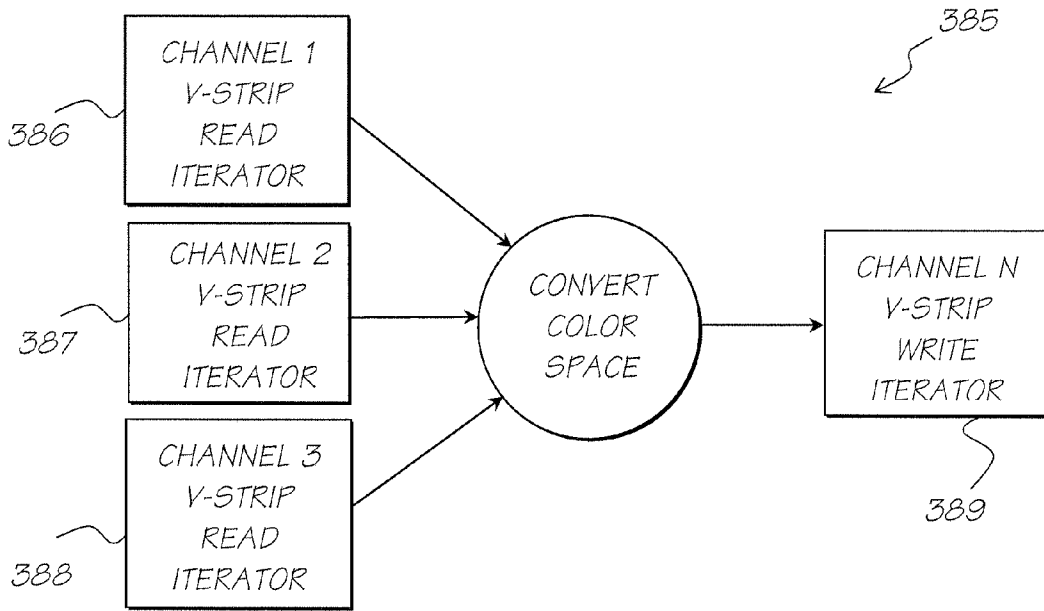 385
CHANNEL 1
V-STRIP
READ
ITERATOR
386
CHANNEL 2
V-STRIP
READ
ITERATOR
387
CONVERT
COLOR
SPACE
CHANNEL N
V-STRIP
WRITE
ITERATOR
389
CHANNEL 3
V-STRIP
READ
ITERATOR
388